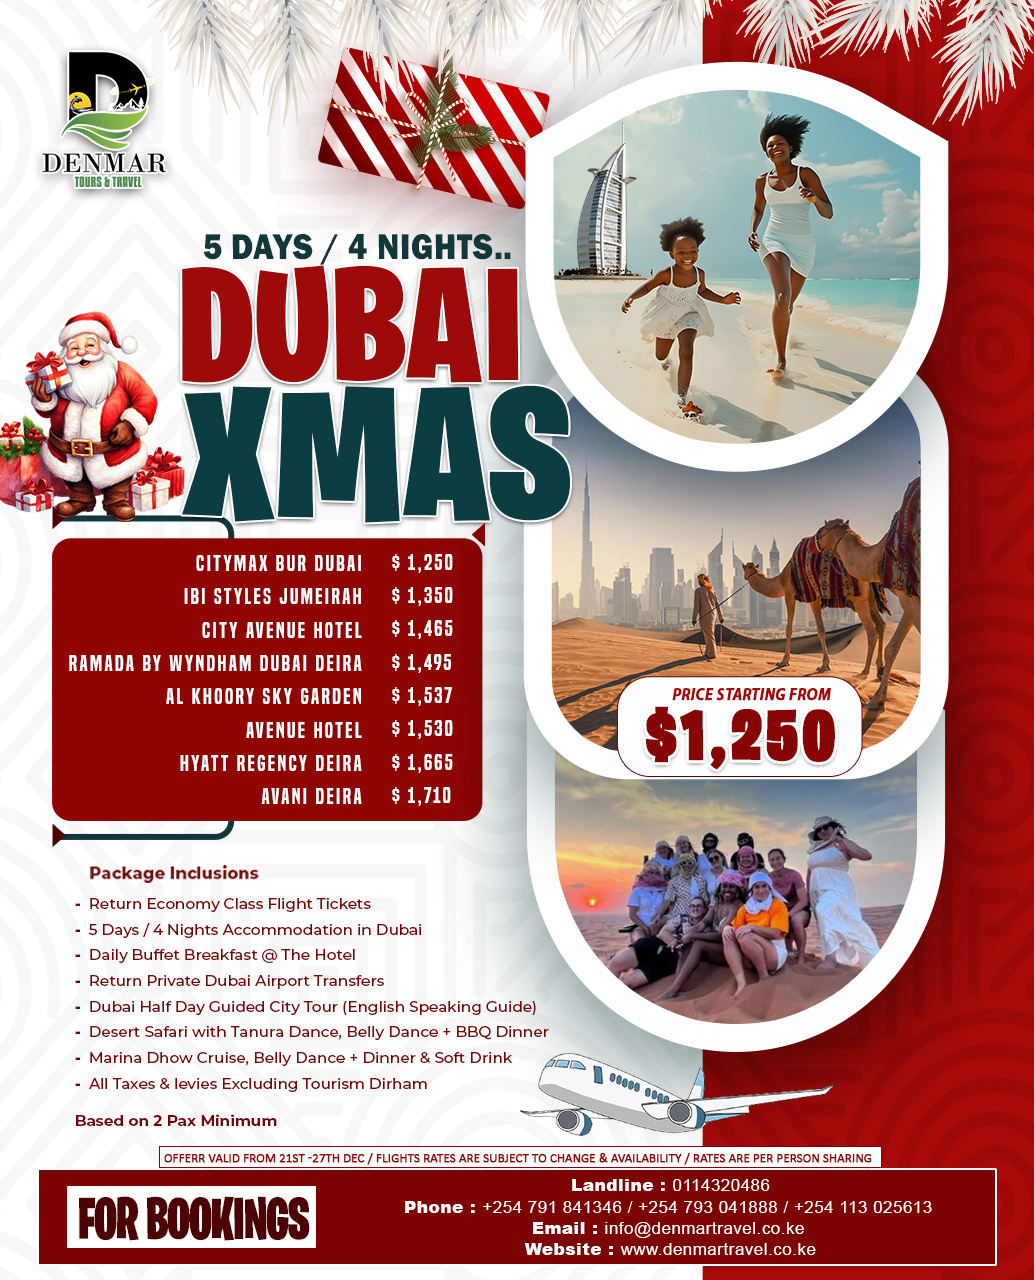 DENMAR
TOURS & TRAVEL
5 DAYS / 4 NIGHTS..
DUBAI
XMAS
CITYMAX BUR DUBAI $ 1,250
IBI STYLES JUMEIRAH $ 1,350
CITY AVENUE HOTEL $ 1,465
RAMADA BY WYNDHAM DUBAI DEIRA $ 1,495
AL KHOORY SKY GARDEN $ 1,537
AVENUE HOTEL $ 1,530
HYATT REGENCY DEIRA $ 1,665
AVANI DEIRA $ 1,710
PRICE STARTING FROM
$1,250
Package Inclusions
- Return Economy Class Flight Tickets
- 5 Days / 4 Nights Accommodation in Dubai
- Daily Buffet Breakfast @ The Hotel
- Return Private Dubai Airport Transfers
- Dubai Half Day Guided City Tour (English Speaking Guide)
- Desert Safari with Tanura Dance, Belly Dance + BBQ Dinner
- Marina Dhow Cruise, Belly Dance + Dinner & Soft Drink
- All Taxes & levies Excluding Tourism Dirham
Based on 2 Pax Minimum
OFFERR VALID FROM 21ST -27TH DEC / FLIGHTS RATES ARE SUBJECT TO CHANGE & AVAILABILITY / RATES ARE PER PERSON SHARING
FOR BOOKINGS
Landline : 0114320486
Phone : +254 791 841346 / +254 793 041888 / +254 113 025613
Email : info@denmartravel.co.ke
Website : www.denmartravel.co.ke